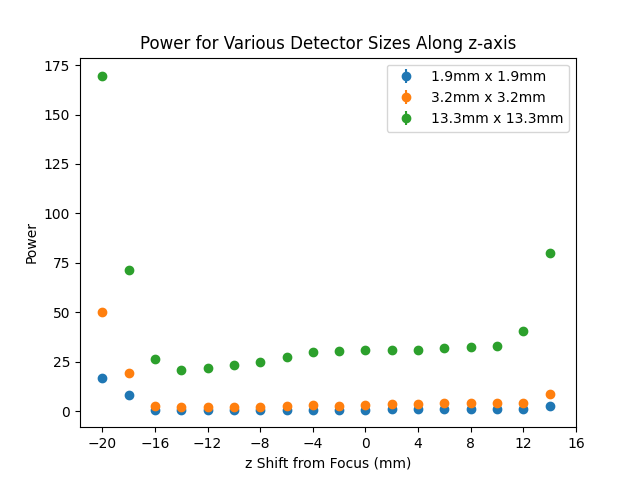 Power for Various Detector Sizes Along z-axis
175
150
125
100
75
50
25
0
Power
1.9mm x 1.9mm
3.2mm x 3.2mm
13.3mm x 13.3mm
−20 −16 −12 −8 −4 0 4 8 12 16
z Shift from Focus (mm)